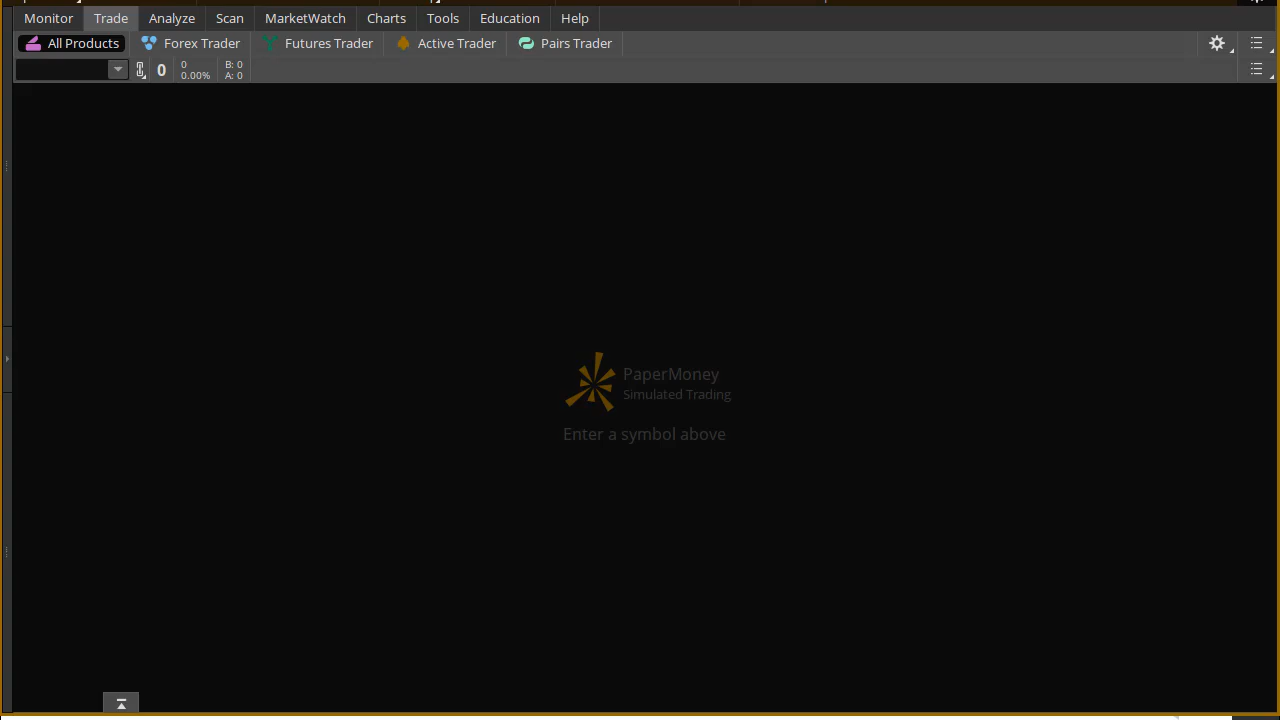 Monitor Trade Analyze Scan MarketWatch Charts Tools Education Help
All Products Forex Trader Futures Trader Active Trader Pairs Trader
0 0 B: 0
0.00% A: 0
PaperMoney
Simulated Trading
Enter a symbol above